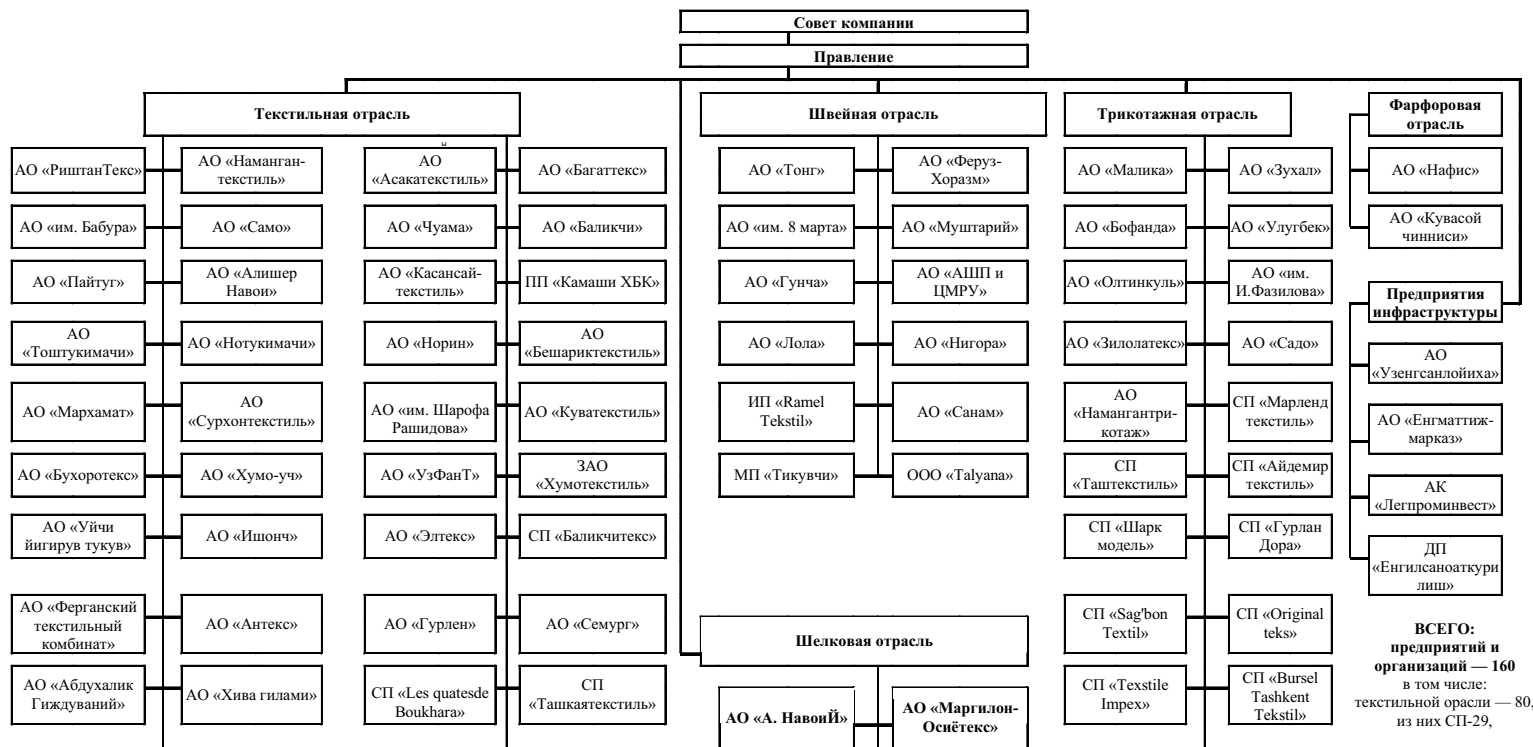 Совет компании
Правление
Текстильная отрасль
АО «РиштанТекс»
АО «Наманган-
текстиль»
АО
«Асакатекстиль»
АО «Багаттекс»
АО «им. Бабура»
АО «Само»
АО «Чуама»
АО «Баликчи»
АО «Пайтуг»
АО «Алишер
Навои»
АО «Касансай-
текстиль»
ПП «Камаши ХБК»
АО
«Тоштукимачи»
АО «Нотукимачи»
АО «Норин»
АО
«Бешариктекстиль»
АО «Мархамат»
АО
«Сурхонтекстиль»
АО «им. Шарофа
Рашидова»
АО «Куватекстиль»
АО «Бухоротекс»
АО «Хумо-уч»
АО «УзФанТ»
ЗАО
«Хумотекстиль»
АО «Уйчи
йигирув тукув»
АО «Ишонч»
АО «Элтекс»
СП «Баликчитекс»
АО «Ферганский
текстильный
комбинат»
АО «Антекс»
АО «Гурлен»
АО «Семург»
АО «Абдухалик
Гиждуваний»
АО «Хива гилами»
СП «Les quatesde
Boukhara»
СП
«Ташкаятекстиль»
Швейная отрасль
АО «Тонг»
АО «Феруз-
Хоразм»
АО «им. 8 марта»
АО «Муштарий»
АО «Гунча»
АО «АШП и
ЦМРУ»
АО «Лола»
АО «Нигора»
ИП «Ramel
Tekstil»
АО «Санам»
МП «Тикувчи»
ООО «Talyana»
Шелковая отрасль
АО «А. НавоиЙ»
АО «Маргилон-
Осиётекс»
Трикотажная отрасль
АО «Малика»
АО «Зухал»
АО «Бофанда»
АО «Улугбек»
АО «Олтинкуль»
АО «им.
И.Фазилова»
АО «Зилолатекс»
АО «Садо»
АО
«Намангантри-
котаж»
СП «Марленд
текстиль»
СП
«Таштекстиль»
СП «Айдемир
текстиль»
СП «Шарк
модель»
СП «Гурлан
Дора»
СП «Sag'bon
Textil»
СП «Original
teks»
СП «Texstile
Impex»
СП «Bursel
Tashkent
Tekstil»
Фарфоровая
отрасль
АО «Нафис»
АО «Кувасой
чинниси»
Предприятия
инфраструктуры
АО
«Узенгсанлойиха»
АО «Енгматтиж-
марказ»
АК
«Легпроминвест»
ДП
«Енгилсаноаткури
лиш»
ВСЕГО:
предприятий и
организаций — 160
в том числе:
текстильной орасли — 80,
из них СП-29,